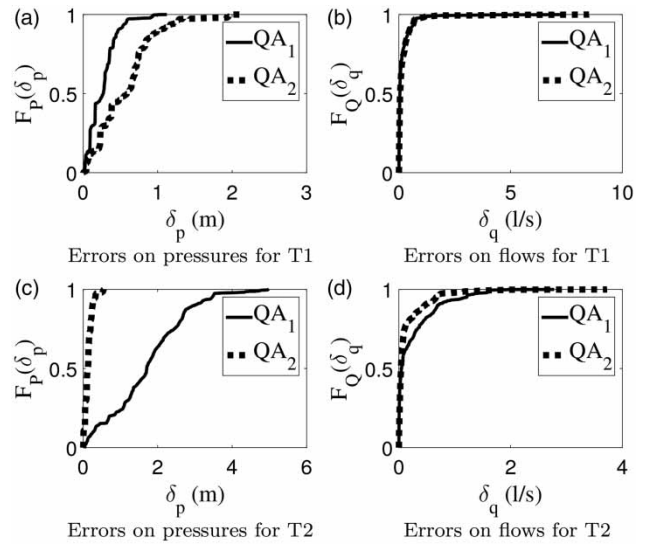 (a)
1
0.5
0
F_P(δ_p)
QA_1
QA_2
0 1 2 3
δ_p (m)
Errors on pressures for T1
(b)
1
0.5
0
F_Q(δ_q)
QA_1
QA_2
0 5 10
δ_q (l/s)
Errors on flows for T1
(c)
1
0.5
0
F_P(δ_p)
QA_1
QA_2
0 2 4 6
δ_p (m)
Errors on pressures for T2
(d)
1
0.5
0
F_Q(δ_q)
QA_1
QA_2
0 2 4
δ_q (l/s)
Errors on flows for T2